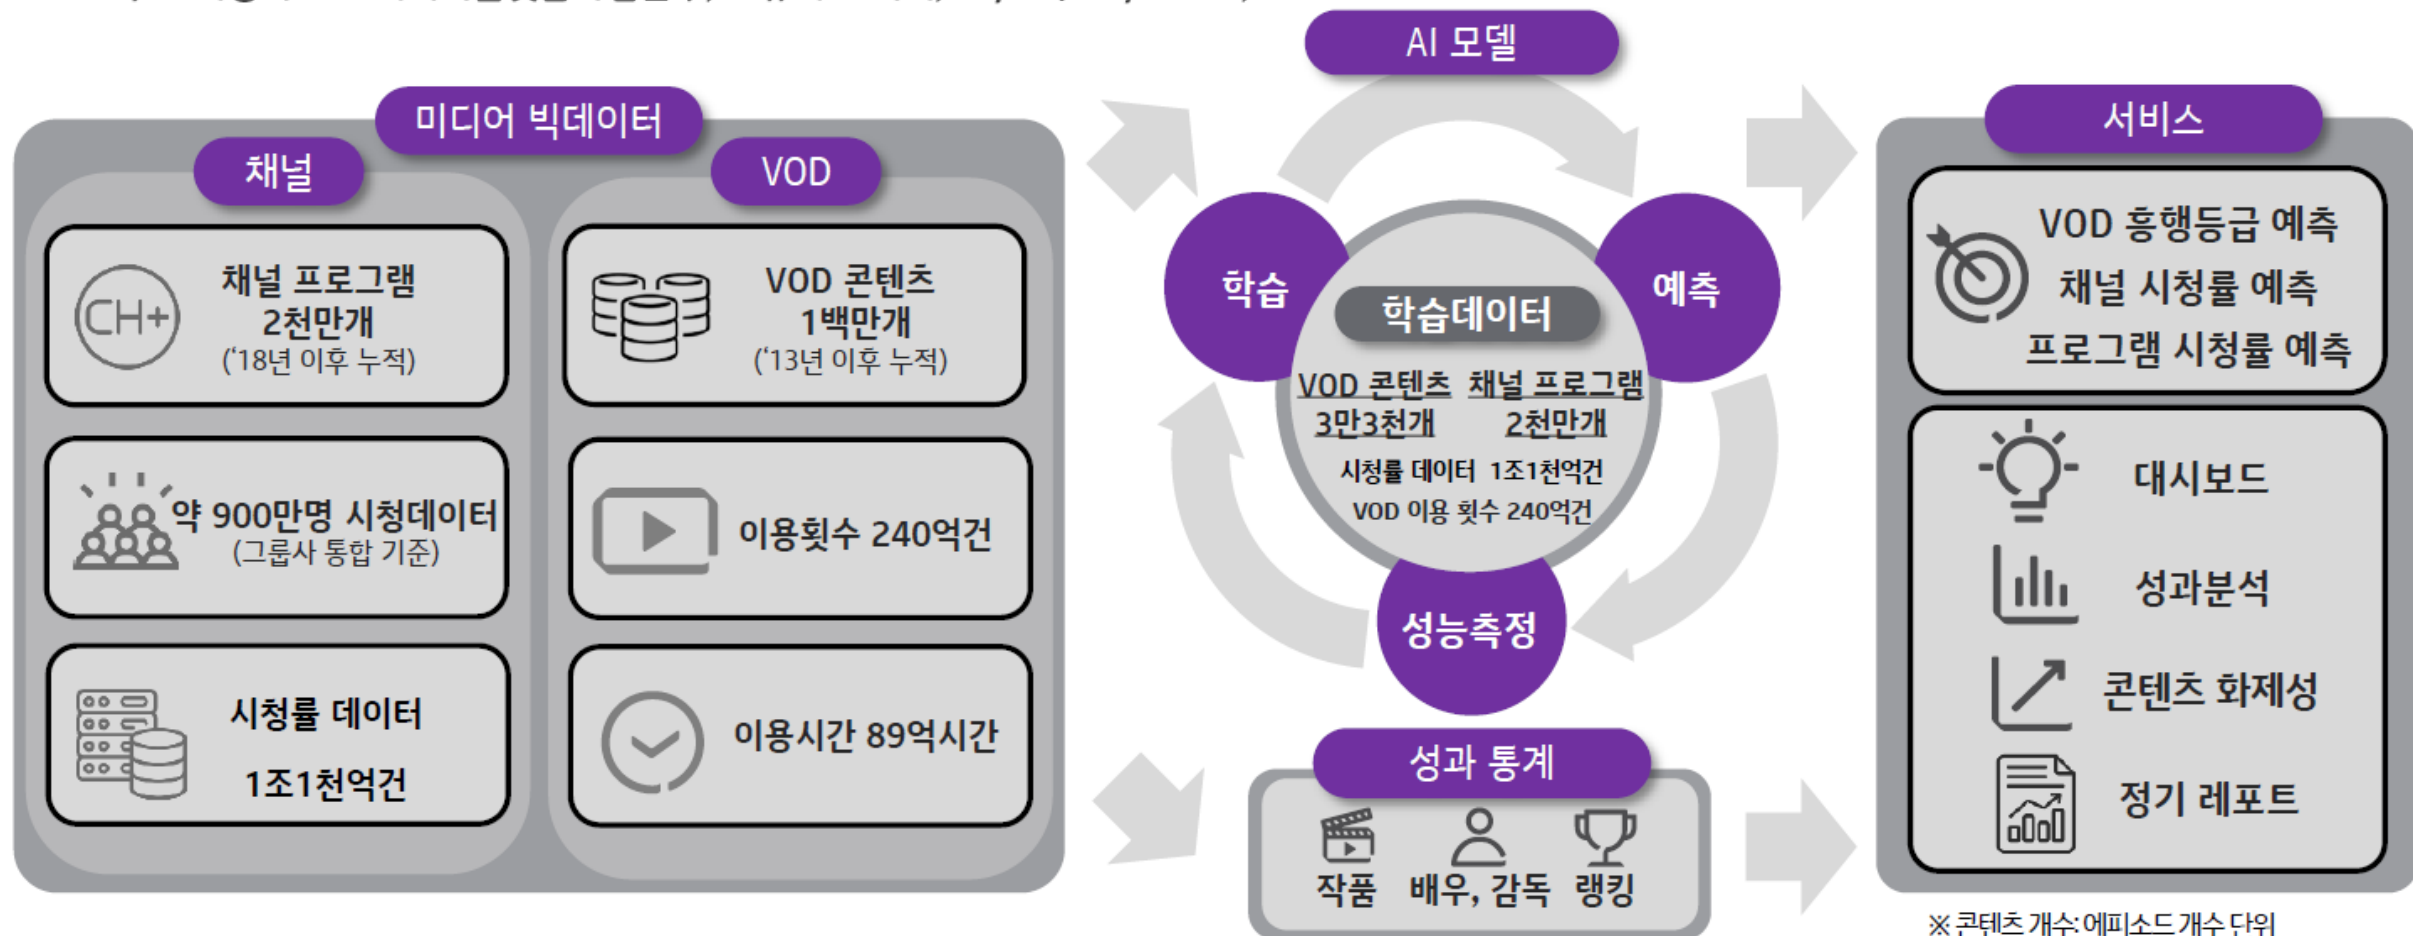 미디어 빅데이터
채널
CH+
채널 프로그램
2천만개
(‘18년 이후 누적)
약 900만명 시청데이터
(그룹사 통합 기준)
시청률 데이터
1조1천억건
VOD
VOD 콘텐츠
1백만개
(‘13년 이후 누적)
이용횟수 240억건
이용시간 89억시간
AI 모델
학습
예측
성능측정
학습데이터
VOD 콘텐츠 채널 프로그램
3만3천개 2천만개
시청률 데이터 1조1천억건
VOD 이용 횟수 240억건
성과 통계
작품 배우, 감독 랭킹
서비스
VOD 흥행등급 예측
채널 시청률 예측
프로그램 시청률 예측
대시보드
성과분석
콘텐츠 화제성
정기 레포트
※ 콘텐츠 개수: 에피소드 개수 단위